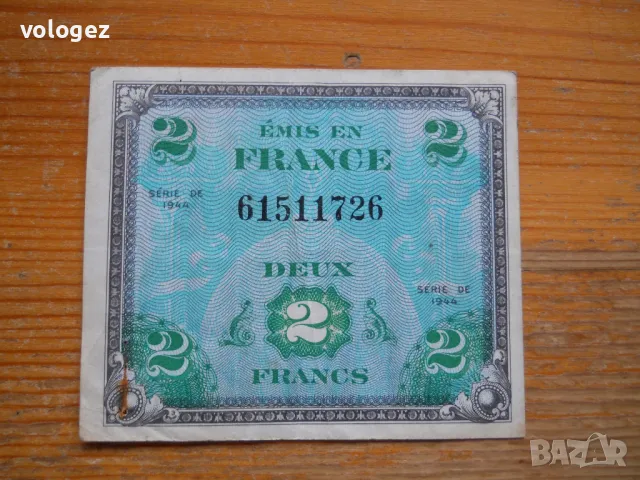 vologez
2 ÉMIS EN 2
FRANCE
SÉRIE DE
1944
61511726
DEUX
SÉRIE DE
1944
2
2 2
FRANCS
BAZAR